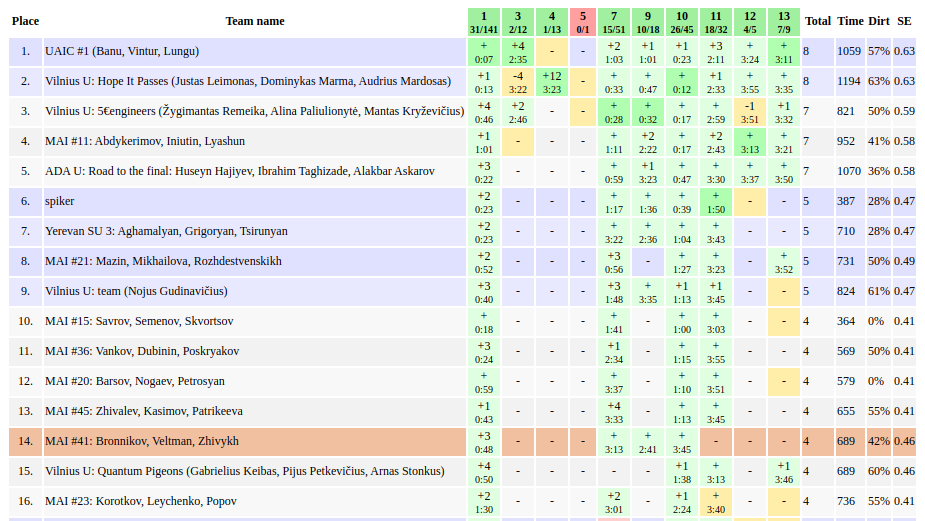 Place Team name 1 31/141 3 2/12 4 1/13 5 0/1 7 15/51 9 10/18 10 26/45 11 18/32 12 4/5 13 7/9 Total Time Dirt SE
1. UAIC #1 (Banu, Vintur, Lungu) + 0:07 +4 2:35 - - +2 1:03 +1 1:01 +1 0:23 +3 2:11 + 3:24 + 3:11 8 1059 57% 0.63
2. Vilnius U: Hope It Passes (Justas Leimonas, Dominykas Marma, Audrius Mardosas) +1 0:13 -4 3:22 +12 3:23 - + 0:33 + 0:47 + 0:12 +1 2:33 + 3:55 + 3:35 8 1194 63% 0.63
3. Vilnius U: 5€engineers (Žygimantas Remeika, Alina Paliulionytė, Mantas Kryževičius) +4 0:46 +2 2:46 - + 0:28 + 0:32 + 0:17 + 2:59 -1 3:51 +1 3:32 7 821 50% 0.59
4. MAI #11: Abdykerimov, Iniutin, Lyashun +1 1:01 - - - + 1:11 +2 2:22 + 0:17 +2 2:43 + 3:13 + 3:21 7 952 41% 0.58
5. ADA U: Road to the final: Huseyn Hajiyev, Ibrahim Taghizade, Alakbar Askarov +3 0:22 - - - + 0:59 +1 3:23 + 0:47 + 3:30 + 3:37 + 3:50 7 1070 36% 0.58
6. spiker +2 0:23 - - - + 1:17 + 1:36 + 0:39 + 1:50 - - 5 387 28% 0.47
7. Yerevan SU 3: Aghamalyan, Grigoryan, Tsirunyan +2 0:23 - - - + 3:22 + 2:36 + 1:04 + 3:43 - - 5 710 28% 0.47
8. MAI #21: Mazin, Mikhailova, Rozhdestvenskikh +2 0:52 - - - +3 0:56 - + 1:27 + 3:23 - + 3:52 5 731 50% 0.49
9. Vilnius U: team (Nojus Gudinavičius) +3 0:40 - - - +3 1:48 + 3:35 +1 1:13 +1 3:45 - - 5 824 61% 0.47
10. MAI #15: Savrov, Semenov, Skvortsov + 0:18 - - - + 1:41 - + 1:00 + 3:03 - - 4 364 0% 0.41
11. MAI #36: Vankov, Dubinin, Poskryakov +3 0:24 - - - +1 2:34 - + 1:15 + 3:55 - - 4 569 50% 0.41
12. MAI #20: Barsov, Nogaev, Petrosyan + 0:59 - - - + 3:37 - + 1:10 + 3:51 - - 4 579 0% 0.41
13. MAI #45: Zhivalev, Kasimov, Patrikeeva +1 0:43 - - - +4 3:33 - + 1:13 + 3:45 - - 4 655 55% 0.41
14. MAI #41: Bronnikov, Veltman, Zhivykh +3 0:48 - - - + 3:13 + 2:41 + 3:45 - - - 4 689 42% 0.46
15. Vilnius U: Quantum Pigeons (Gabrielius Keibas, Pijus Petkevičius, Arnas Stonkus) +4 0:50 - - - - - +1 1:38 + 3:13 - +1 3:46 4 689 60% 0.46
16. MAI #23: Korotkov, Leychenko, Popov +2 1:30 - - - +2 3:01 - +1 2:24 + 3:40 - - 4 736 55% 0.41